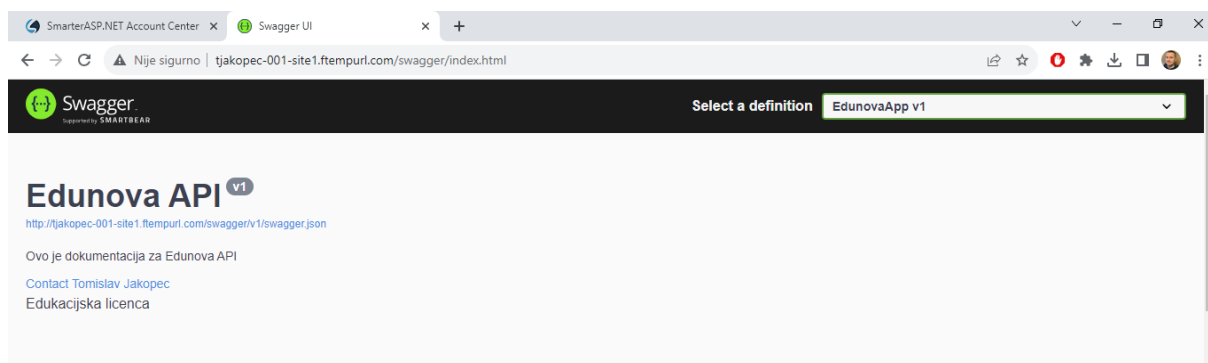 SmarterASP.NET Account Center
Swagger UI
Nije sigurno
tjakopec-001-site1.ftempurl.com/swagger/index.html
Swagger.
Supported by SMARTBEAR
Select a definition
EdunovaApp v1
Edunova API v1
http://tjakopec-001-site1.ftempurl.com/swagger/v1/swagger.json
Ovo je dokumentacija za Edunova API
Contact Tomislav Jakopec
Edukacijska licenca